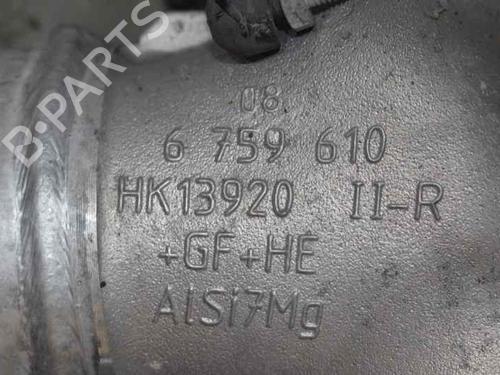 B-PARTS
08
6 759 610
HK13920 II-R
+GF+HE
AlSi7Mg